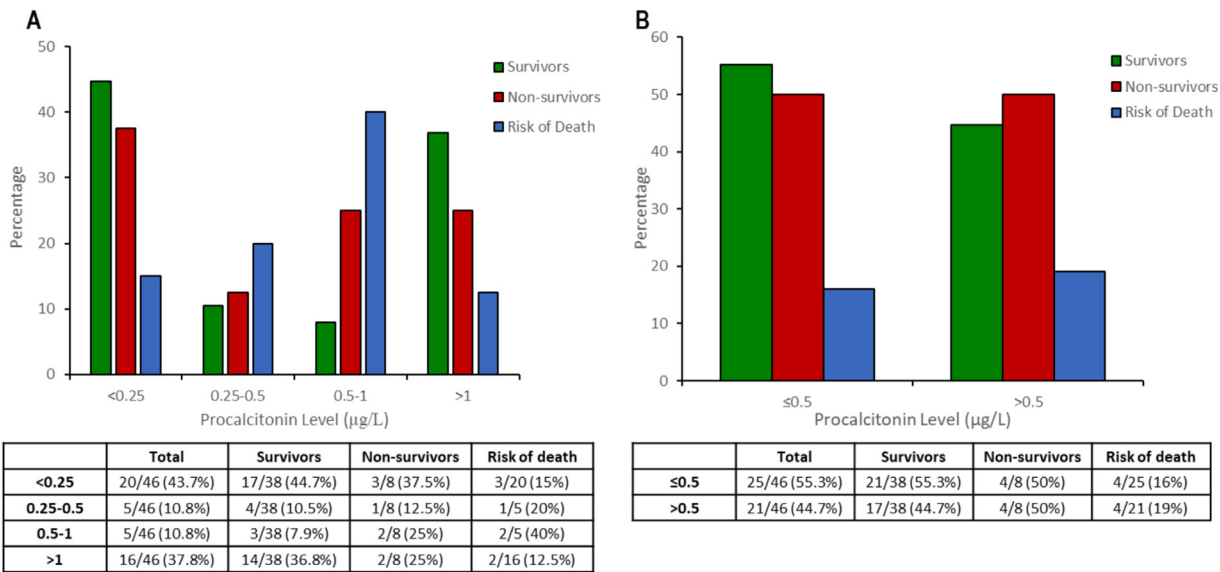 A
50
40
30
20
10
0
Percentage
Survivors
Non-survivors
Risk of Death
<0.25 0.25-0.5 0.5-1 >1
Procalcitonin Level (µg/L)
Total Survivors Non-survivors Risk of death
<0.25 20/46 (43.7%) 17/38 (44.7%) 3/8 (37.5%) 3/20 (15%)
0.25-0.5 5/46 (10.8%) 4/38 (10.5%) 1/8 (12.5%) 1/5 (20%)
0.5-1 5/46 (10.8%) 3/38 (7.9%) 2/8 (25%) 2/5 (40%)
>1 16/46 (37.8%) 14/38 (36.8%) 2/8 (25%) 2/16 (12.5%)
B
60
50
40
30
20
10
0
Percentage
Survivors
Non-survivors
Risk of Death
≤0.5 >0.5
Procalcitonin Level (µg/L)
Total Survivors Non-survivors Risk of death
≤0.5 25/46 (55.3%) 21/38 (55.3%) 4/8 (50%) 4/25 (16%)
>0.5 21/46 (44.7%) 17/38 (44.7%) 4/8 (50%) 4/21 (19%)